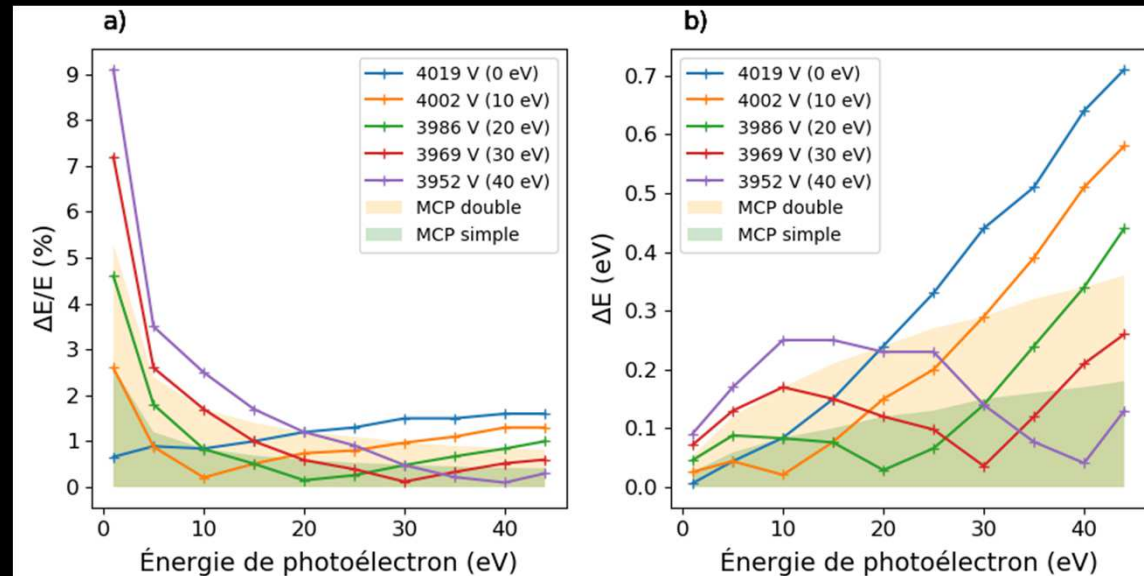 a)
9
8
7
6
5
4
3
2
1
0
ΔE/E (%)
4019 V (0 eV)
4002 V (10 eV)
3986 V (20 eV)
3969 V (30 eV)
3952 V (40 eV)
MCP double
MCP simple
0 10 20 30 40
Énergie de photoélectron (eV)
b)
0.7
0.6
0.5
0.4
0.3
0.2
0.1
0.0
ΔE (eV)
4019 V (0 eV)
4002 V (10 eV)
3986 V (20 eV)
3969 V (30 eV)
3952 V (40 eV)
MCP double
MCP simple
0 10 20 30 40
Énergie de photoélectron (eV)